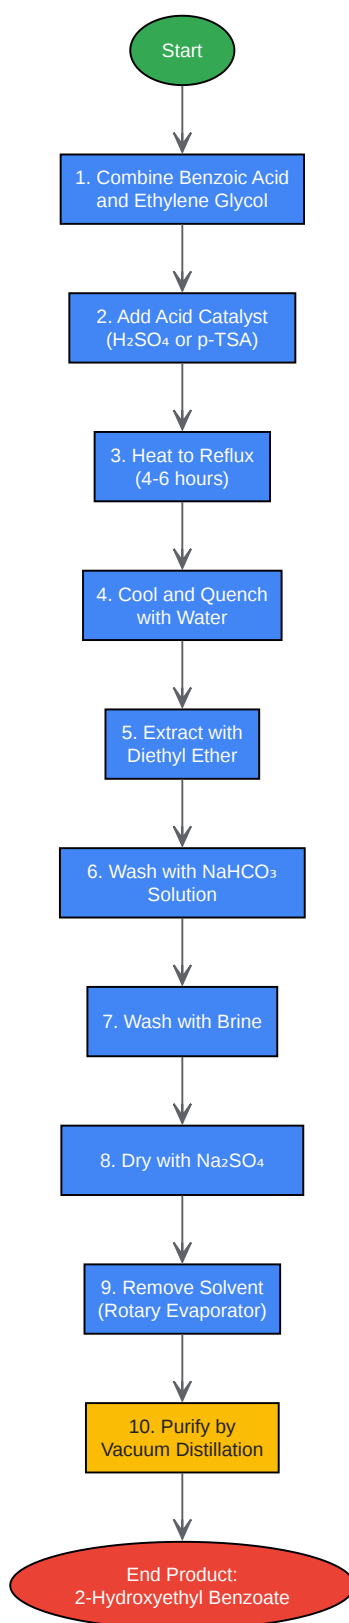 Start
1. Combine Benzoic Acid
and Ethylene Glycol
2. Add Acid Catalyst
(H₂SO₄ or p-TSA)
3. Heat to Reflux
(4-6 hours)
4. Cool and Quench
with Water
5. Extract with
Diethyl Ether
6. Wash with NaHCO₃
Solution
7. Wash with Brine
8. Dry with Na₂SO₄
9. Remove Solvent
(Rotary Evaporator)
10. Purify by
Vacuum Distillation
End Product:
2-Hydroxyethyl Benzoate